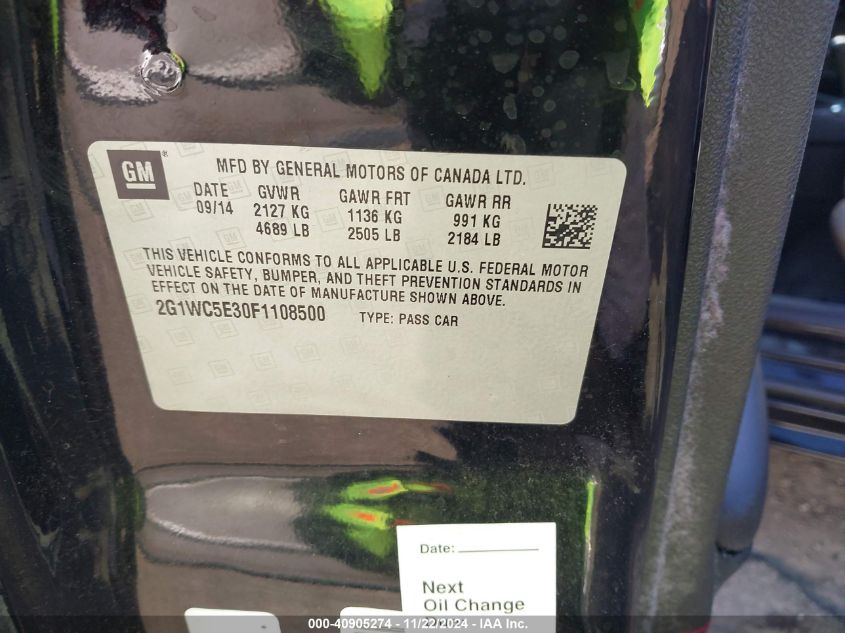 GM ® MFD BY GENERAL MOTORS OF CANADA LTD.
DATE GVWR GAWR FRT GAWR RR
09/14 2127 KG 1136 KG 991 KG
4689 LB 2505 LB 2184 LB
THIS VEHICLE CONFORMS TO ALL APPLICABLE U.S. FEDERAL MOTOR
VEHICLE SAFETY, BUMPER, AND THEFT PREVENTION STANDARDS IN
EFFECT ON THE DATE OF MANUFACTURE SHOWN ABOVE.
2G1WC5E30F1108500 TYPE: PASS CAR
Date:
Next
Oil Change
000-40905274 - 11/22/2024 - IAA Inc.